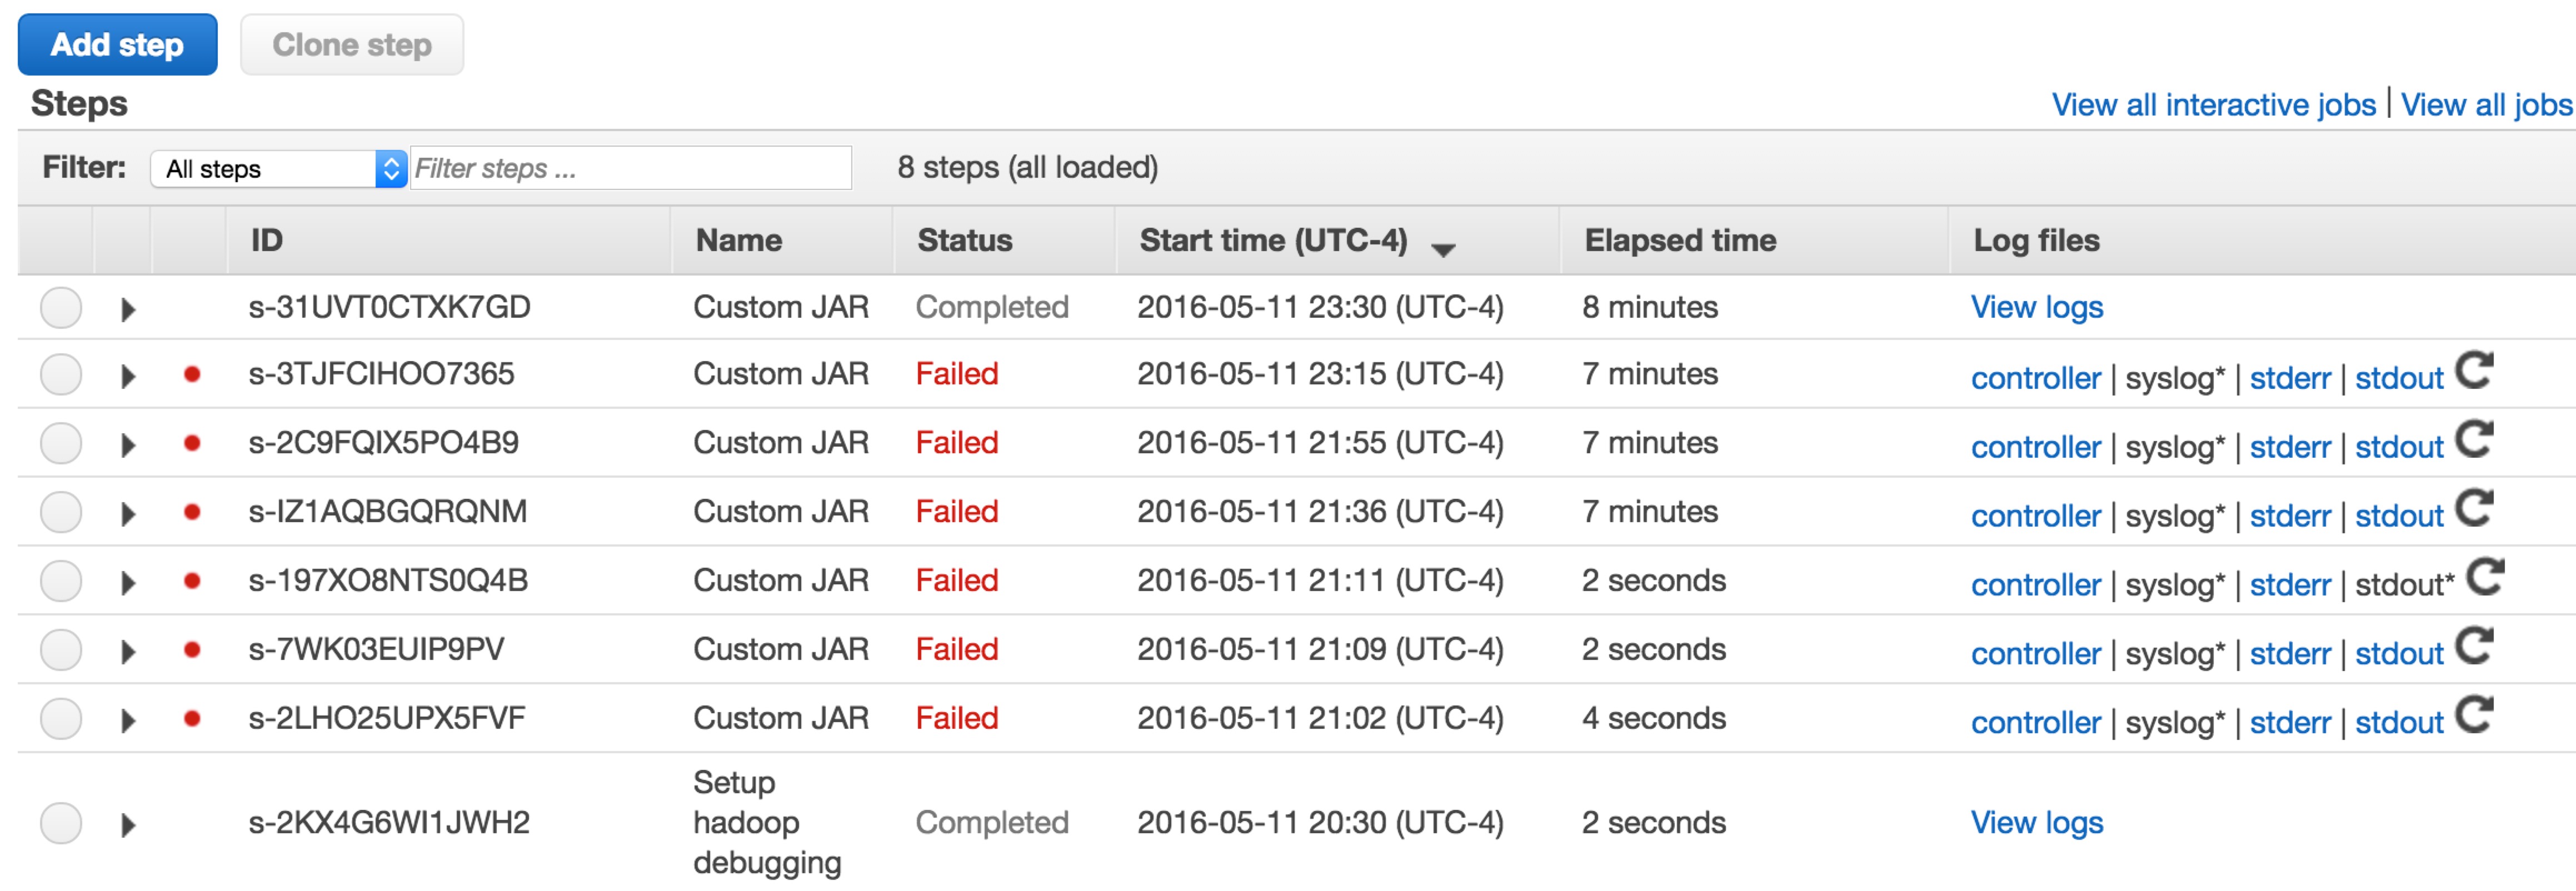 Add step Clone step
Steps View all interactive jobs | View all jobs
Filter: All steps Filter steps ... 8 steps (all loaded)
ID Name Status Start time (UTC-4) Elapsed time Log files
s-31UVT0CTXK7GD Custom JAR Completed 2016-05-11 23:30 (UTC-4) 8 minutes View logs
s-3TJFCIHOO7365 Custom JAR Failed 2016-05-11 23:15 (UTC-4) 7 minutes controller | syslog* | stderr | stdout
s-2C9FQIX5PO4B9 Custom JAR Failed 2016-05-11 21:55 (UTC-4) 7 minutes controller | syslog* | stderr | stdout
s-IZ1AQBGQRQNM Custom JAR Failed 2016-05-11 21:36 (UTC-4) 7 minutes controller | syslog* | stderr | stdout
s-197XO8NTS0Q4B Custom JAR Failed 2016-05-11 21:11 (UTC-4) 2 seconds controller | syslog* | stderr | stdout*
s-7WK03EUIP9PV Custom JAR Failed 2016-05-11 21:09 (UTC-4) 2 seconds controller | syslog* | stderr | stdout
s-2LHO25UPX5FVF Custom JAR Failed 2016-05-11 21:02 (UTC-4) 4 seconds controller | syslog* | stderr | stdout
Setup
s-2KX4G6WI1JWH2 hadoop Completed 2016-05-11 20:30 (UTC-4) 2 seconds View logs
debugging